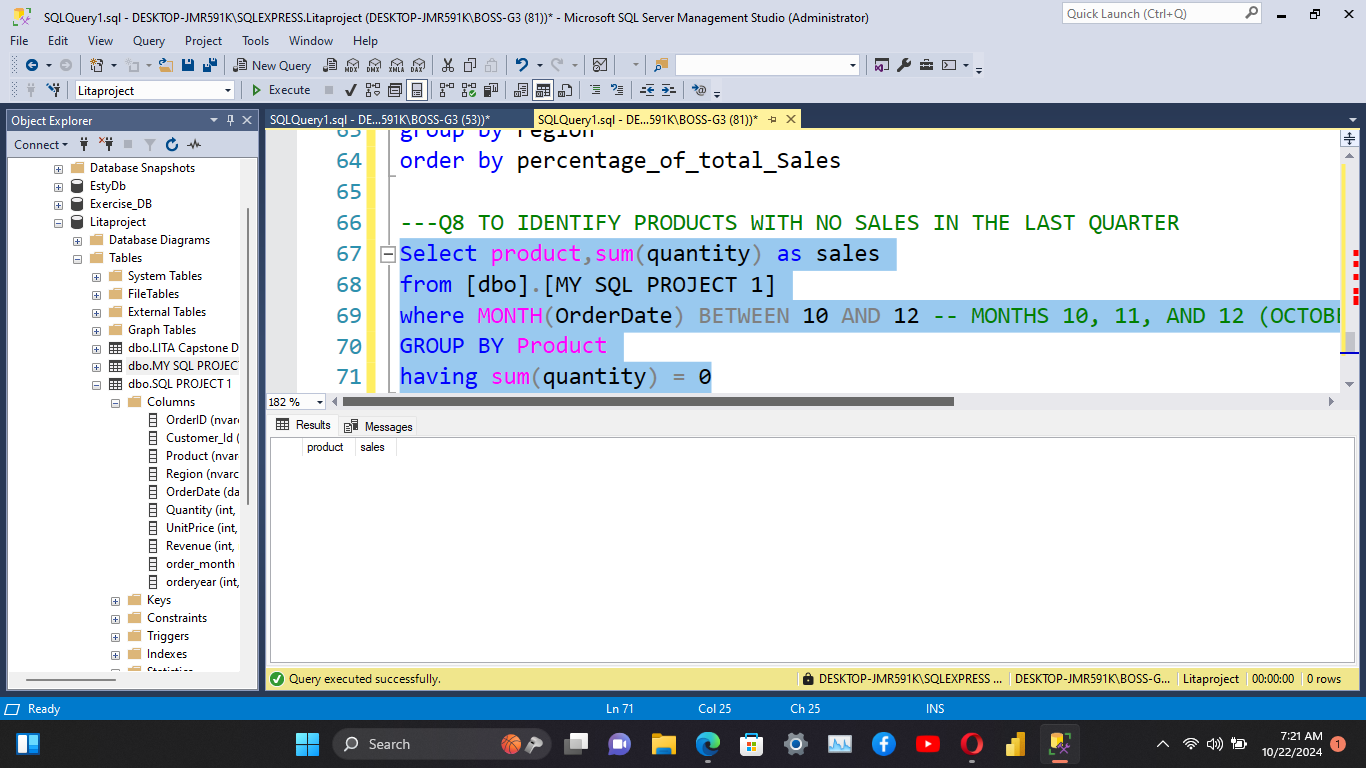 SQLQuery1.sql - DESKTOP-JMR591K\SQLEXPRESS.Litaproject (DESKTOP-JMR591K\BOSS-G3 (81))* - Microsoft SQL Server Management Studio (Administrator)
Quick Launch (Ctrl+Q)
File Edit View Query Project Tools Window Help
New Query MDX DMX XMLA DAX
Litaproject Execute
Object Explorer
SQLQuery1.sql - DE...591K\BOSS-G3 (53))*
SQLQuery1.sql - DE...591K\BOSS-G3 (81))*
Connect
Database Snapshots
EstyDb
Exercise_DB
Litaproject
Database Diagrams
Tables
System Tables
FileTables
External Tables
Graph Tables
dbo.LITA Capstone D
dbo.MY SQL PROJEC
dbo.SQL PROJECT 1
Columns
OrderID (nvar
Customer_Id (
Product (nvar
Region (nvarc
OrderDate (da
Quantity (int,
UnitPrice (int,
Revenue (int,
order_month
orderyear (int,
Keys
Constraints
Triggers
Indexes
Statistics
63 group by region
64 order by percentage_of_total_Sales
65
66 ---Q8 TO IDENTIFY PRODUCTS WITH NO SALES IN THE LAST QUARTER
67 Select product,sum(quantity) as sales
68 from [dbo].[MY SQL PROJECT 1]
69 where MONTH(OrderDate) BETWEEN 10 AND 12 -- MONTHS 10, 11, AND 12 (OCTOBE
70 GROUP BY Product
71 having sum(quantity) = 0
182 %
Results Messages
product sales
Query executed successfully.
DESKTOP-JMR591K\SQLEXPRESS ... DESKTOP-JMR591K\BOSS-G... Litaproject 00:00:00 0 rows
Ready Ln 71 Col 25 Ch 25 INS
Search
7:21 AM
10/22/2024
1